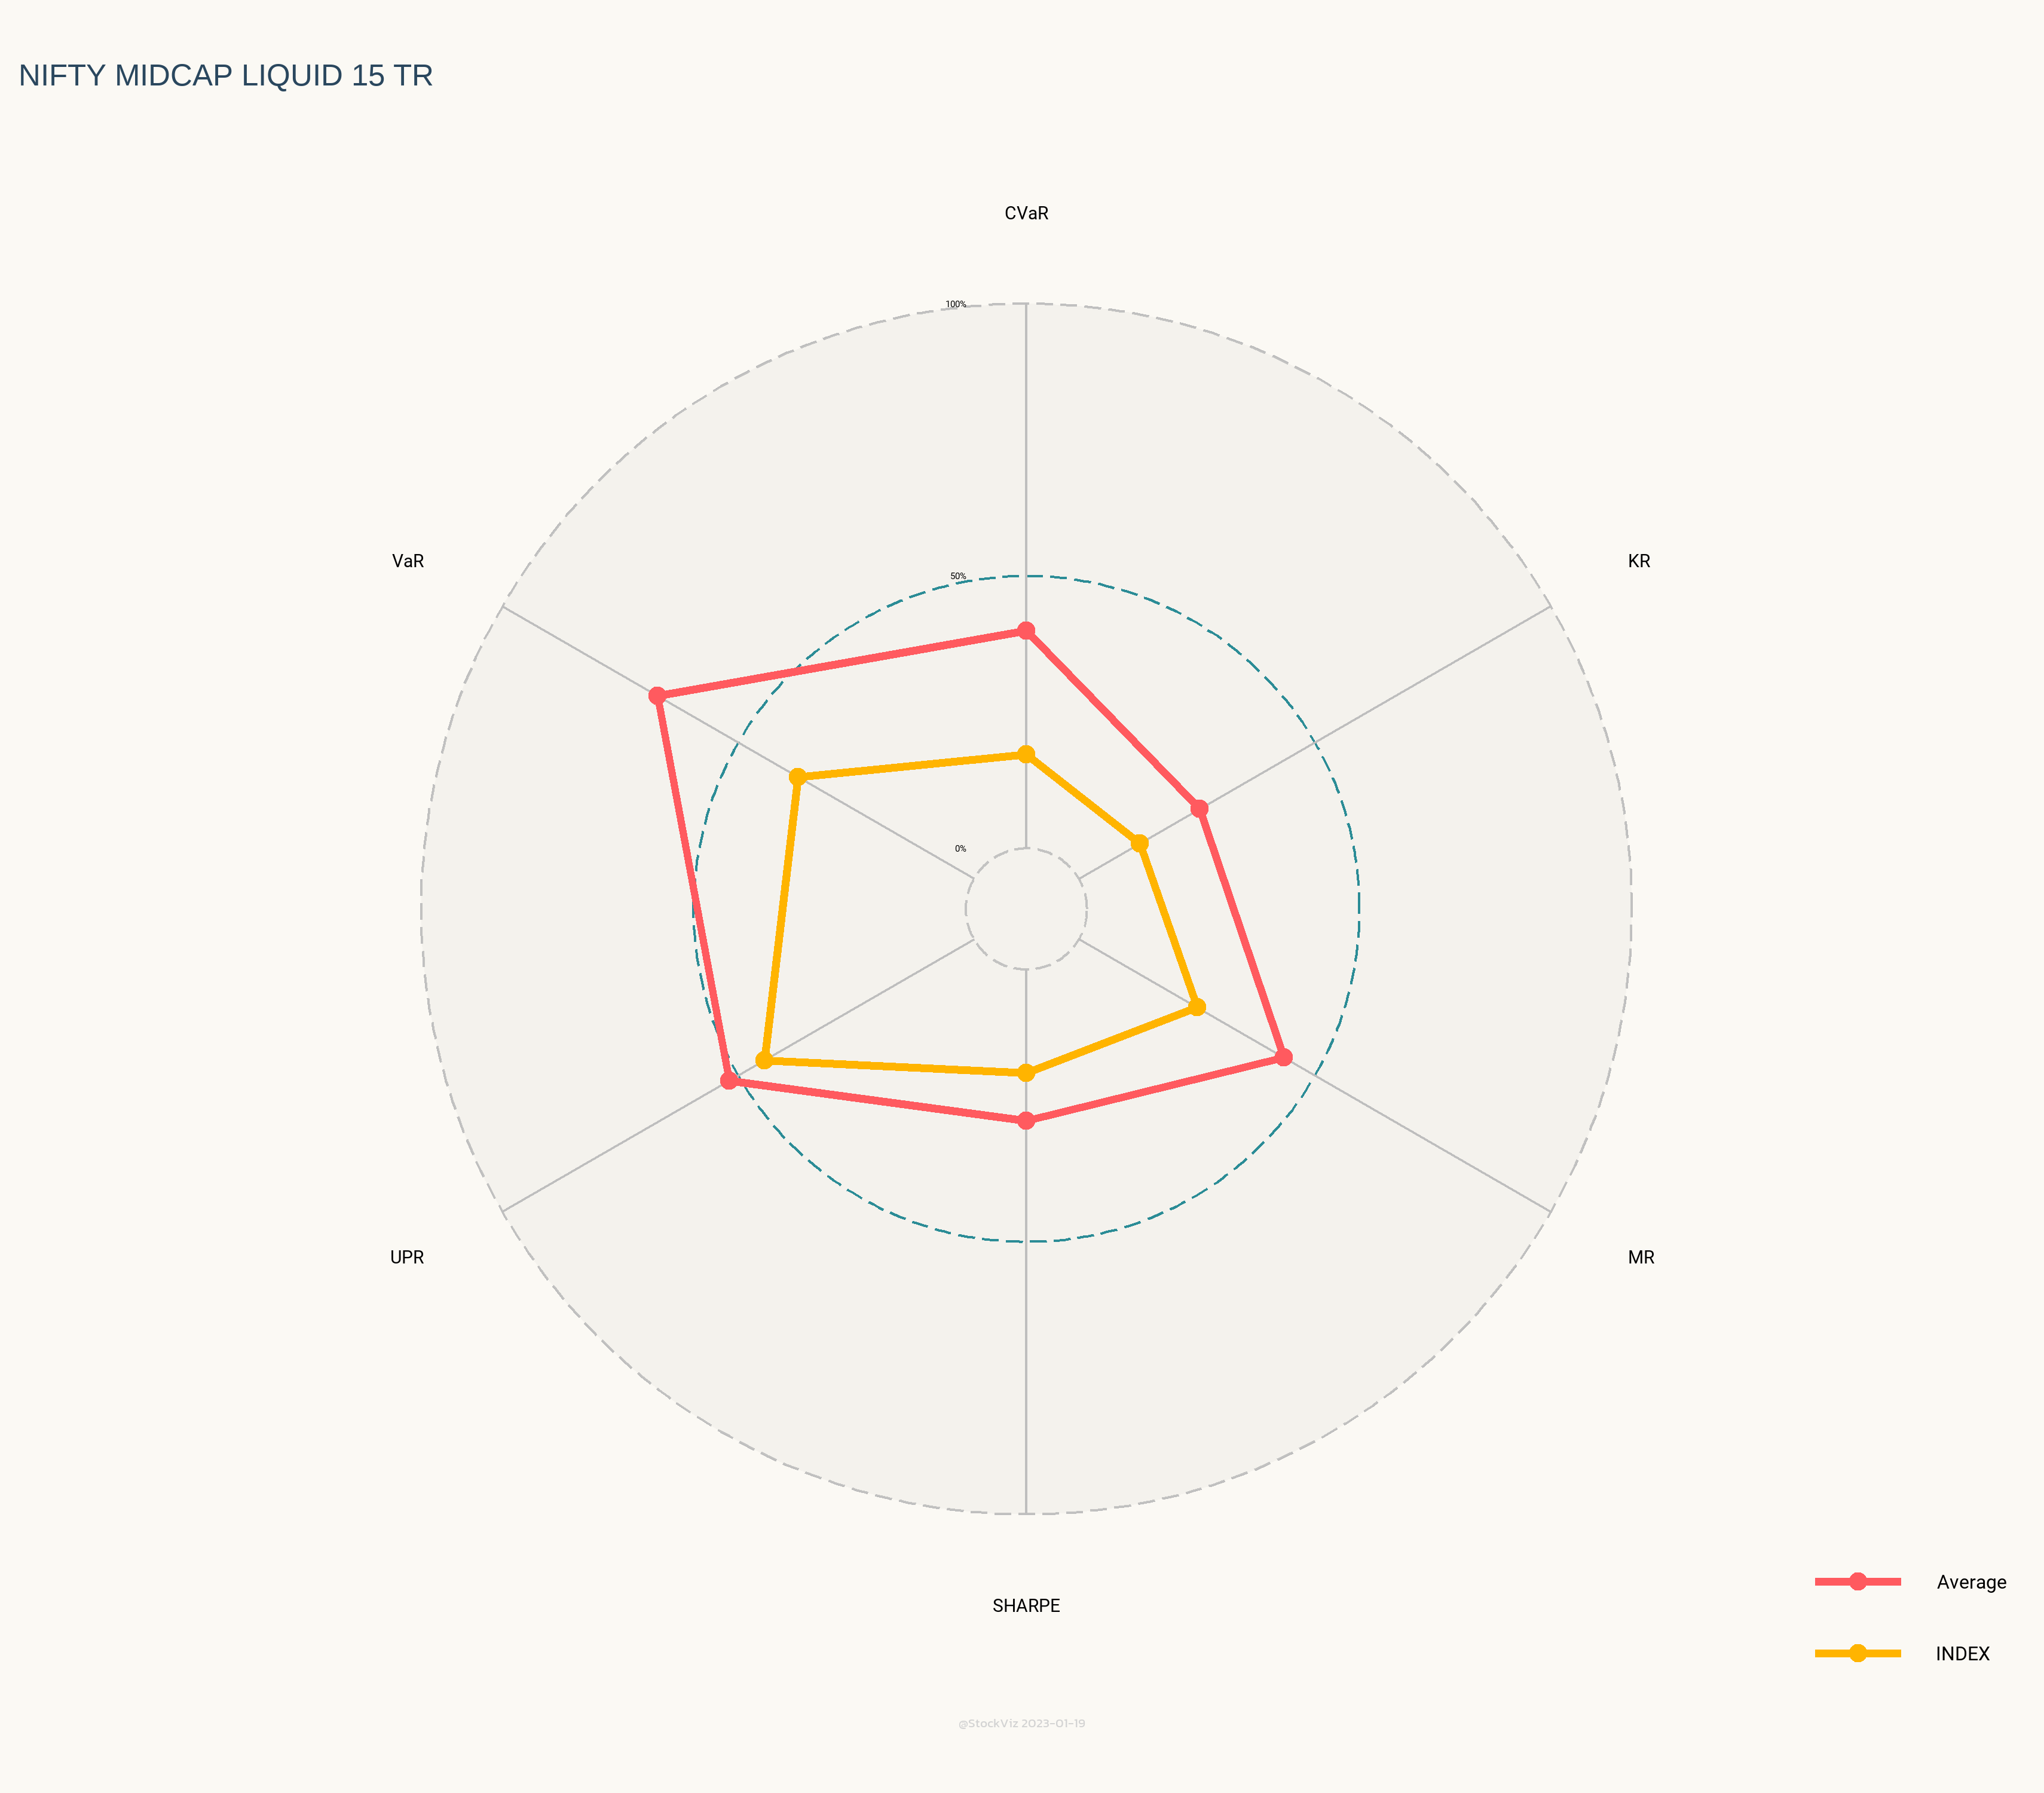 NIFTY MIDCAP LIQUID 15 TR
CVaR
100%
KR
VaR
50%
0%
MR
UPR
SHARPE
Average
INDEX
@StockViz 2023-01-19